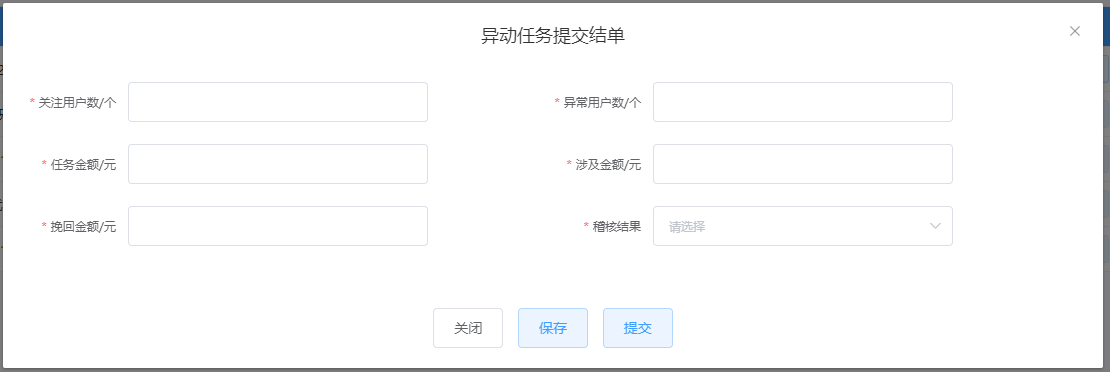 异动任务提交结单
* 关注用户数/个
* 异常用户数/个
* 任务金额/元
* 涉及金额/元
* 挽回金额/元
* 稽核结果 请选择
关闭 保存 提交